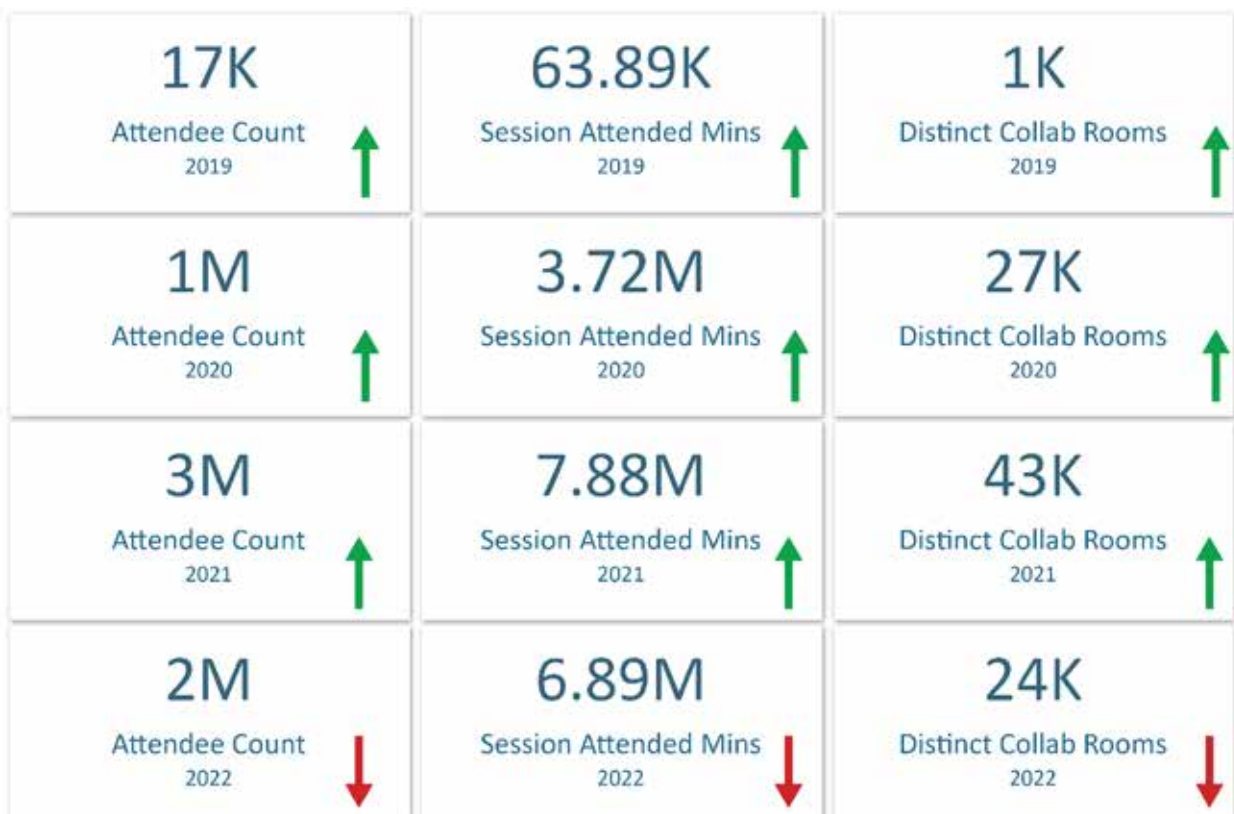 17K
Attendee Count
2019
63.89K
Session Attended Mins
2019
1K
Distinct Collab Rooms
2019
1M
Attendee Count
2020
3.72M
Session Attended Mins
2020
27K
Distinct Collab Rooms
2020
3M
Attendee Count
2021
7.88M
Session Attended Mins
2021
43K
Distinct Collab Rooms
2021
2M
Attendee Count
2022
6.89M
Session Attended Mins
2022
24K
Distinct Collab Rooms
2022